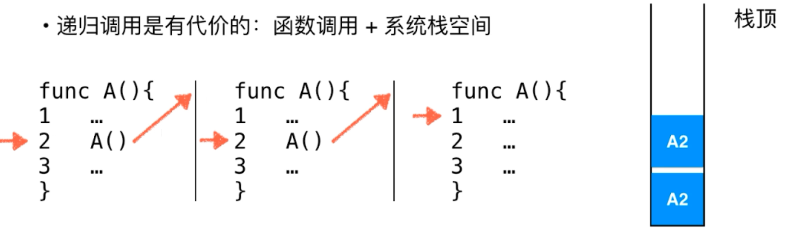 • 递归调用是有代价的：函数调用 + 系统栈空间
栈顶
func A(){
1 …
2 A()
3 …
}
func A(){
1 …
2 A()
3 …
}
func A(){
1 …
2 …
3 …
}
A2
A2